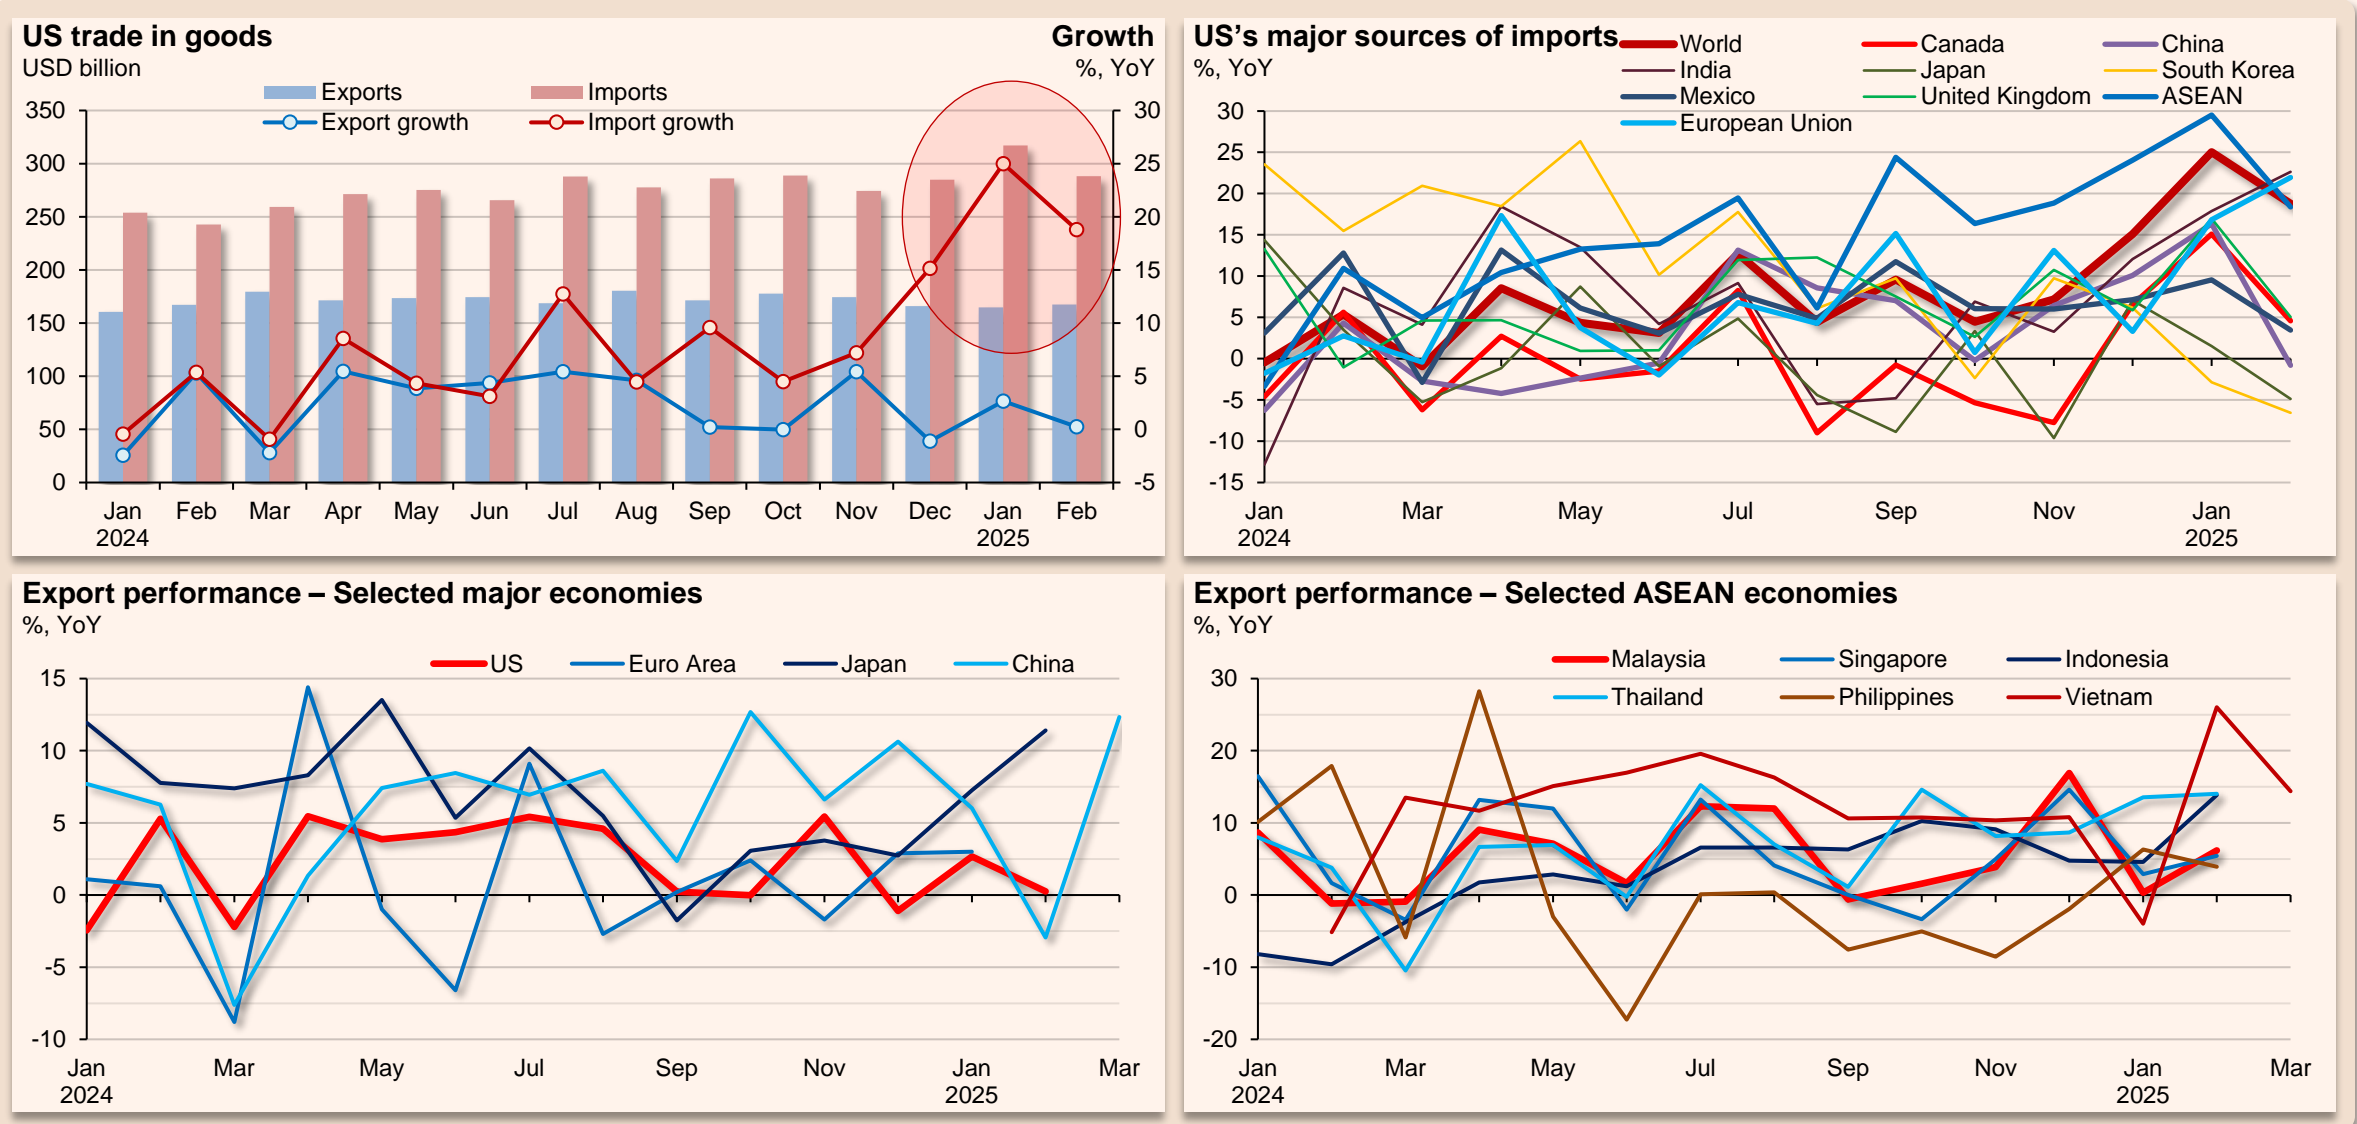 US trade in goods
Growth
USD billion
%, YoY
Exports
Imports
Export growth
Import growth
350
300
250
200
150
100
50
0
30
25
20
15
10
5
0
-5
Jan Feb Mar Apr May Jun Jul Aug Sep Oct Nov Dec Jan Feb
2024 2025
US's major sources of imports
%, YoY
World Canada China
India Japan South Korea
Mexico United Kingdom ASEAN
European Union
30
25
20
15
10
5
0
-5
-10
-15
Jan Mar May Jul Sep Nov Jan
2024 2025
Export performance – Selected major economies
%, YoY
US Euro Area Japan China
15
10
5
0
-5
-10
Jan Mar May Jul Sep Nov Jan Mar
2024 2025
Export performance – Selected ASEAN economies
%, YoY
Malaysia Singapore Indonesia
Thailand Philippines Vietnam
30
20
10
0
-10
-20
Jan Mar May Jul Sep Nov Jan Mar
2024 2025